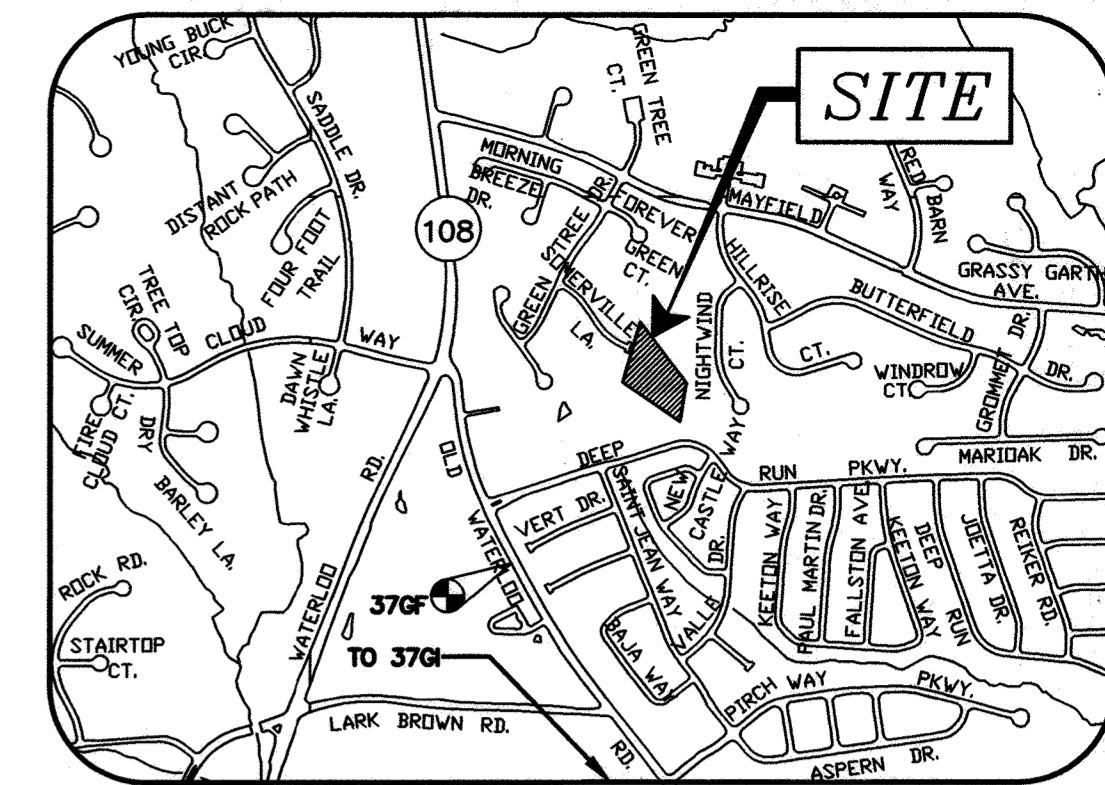 YOUNG BUCK
CIR
SADDLE DR.
GREEN TREE
CT.
SITE
DISTANT
ROCK PATH
FOUR FOOT
TRAIL
108
MORNING
BREEZE
DR.
FOREVER
GREEN
CT.
DR.
GREEN STREE
SOMERVILLE
LA.
MAYFIELD
RED BARN
WAY
GRASSY GARTH
AVE.
HILLRISE
CT.
BUTTERFIELD
DR.
WINDROW
CT.
GROMMET DR.
MARIOAK DR.
NIGHTWIND
CT.
TREE TOP
CIR
SUMMER CLOUD WAY
FIRE
CLOUD CT.
DRY
BARLEY LA.
DAWN
WHISTLE
LA.
WATERLOO RD.
OLD WATERLOO RD.
DEEP RUN PKWY.
WAY
VERT DR.
SAINT JEAN WAY
NEW
CASTLE
DR.
KEETON WAY
PAUL MARTIN DR.
FALLSTON AVE
KEETON WAY
DEEP RUN
JOETTA DR.
REIKER RD.
PKWY.
ROCK RD.
STAIRTOP
CT.
37GF
TO 37GI
BAJA WAY
VALLE
PIRCH WAY
LARK BROWN RD.
ASPERN DR.